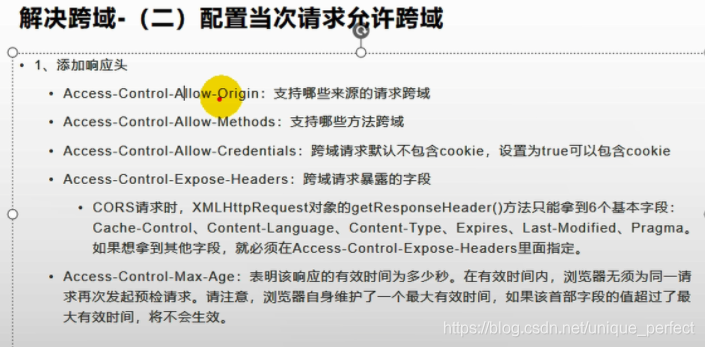 解决跨域-（二）配置当次请求允许跨域
• 1、添加响应头
• Access-Control-Allow-Origin：支持哪些来源的请求跨域
• Access-Control-Allow-Methods：支持哪些方法跨域
• Access-Control-Allow-Credentials：跨域请求默认不包含cookie，设置为true可以包含cookie
• Access-Control-Expose-Headers：跨域请求暴露的字段
• CORS请求时，XMLHttpRequest对象的getResponseHeader()方法只能拿到6个基本字段：
Cache-Control、Content-Language、Content-Type、Expires、Last-Modified、Pragma。
如果想拿到其他字段，就必须在Access-Control-Expose-Headers里面指定。
• Access-Control-Max-Age：表明该响应的有效时间为多少秒。在有效时间内，浏览器无须为同一请
求再次发起预检请求。请注意，浏览器自身维护了一个最大有效时间，如果该首部字段的值超过了最
大有效时间，将不会生效。
https://blog.csdn.net/unique_perfect